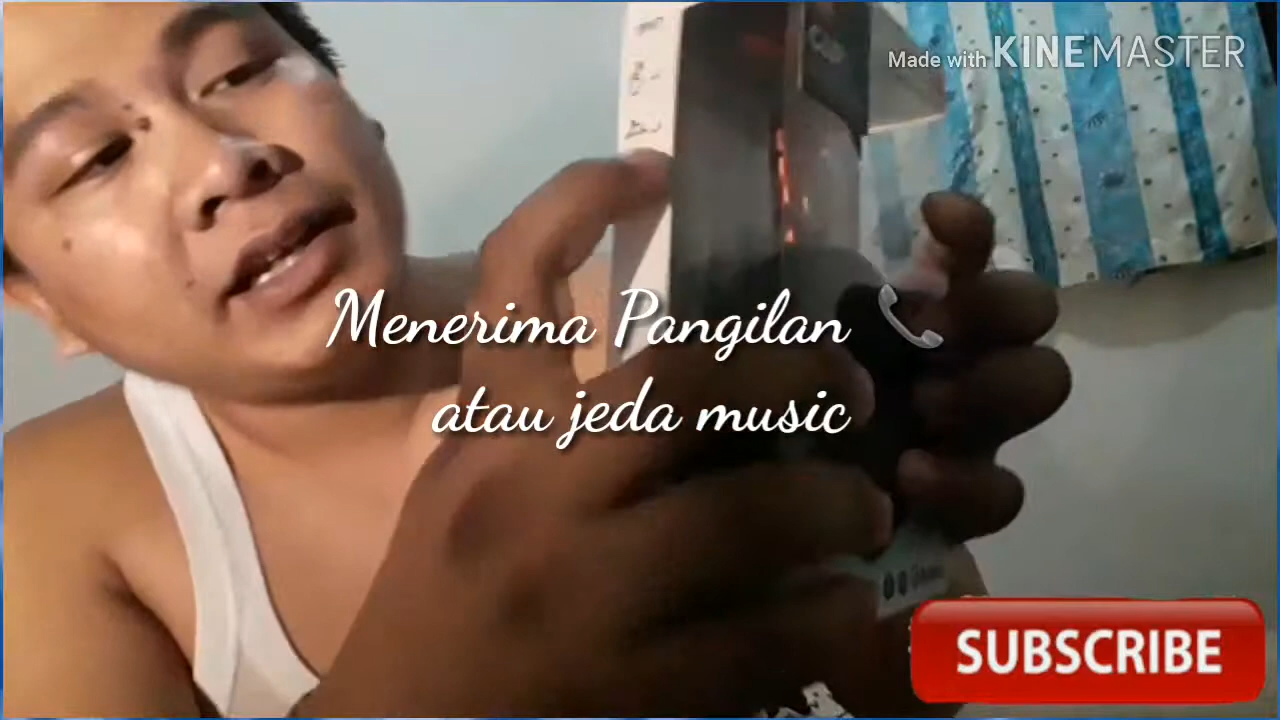 Made with KINEMASTER
Menerima Pangilan
atau jeda music
SUBSCRIBE